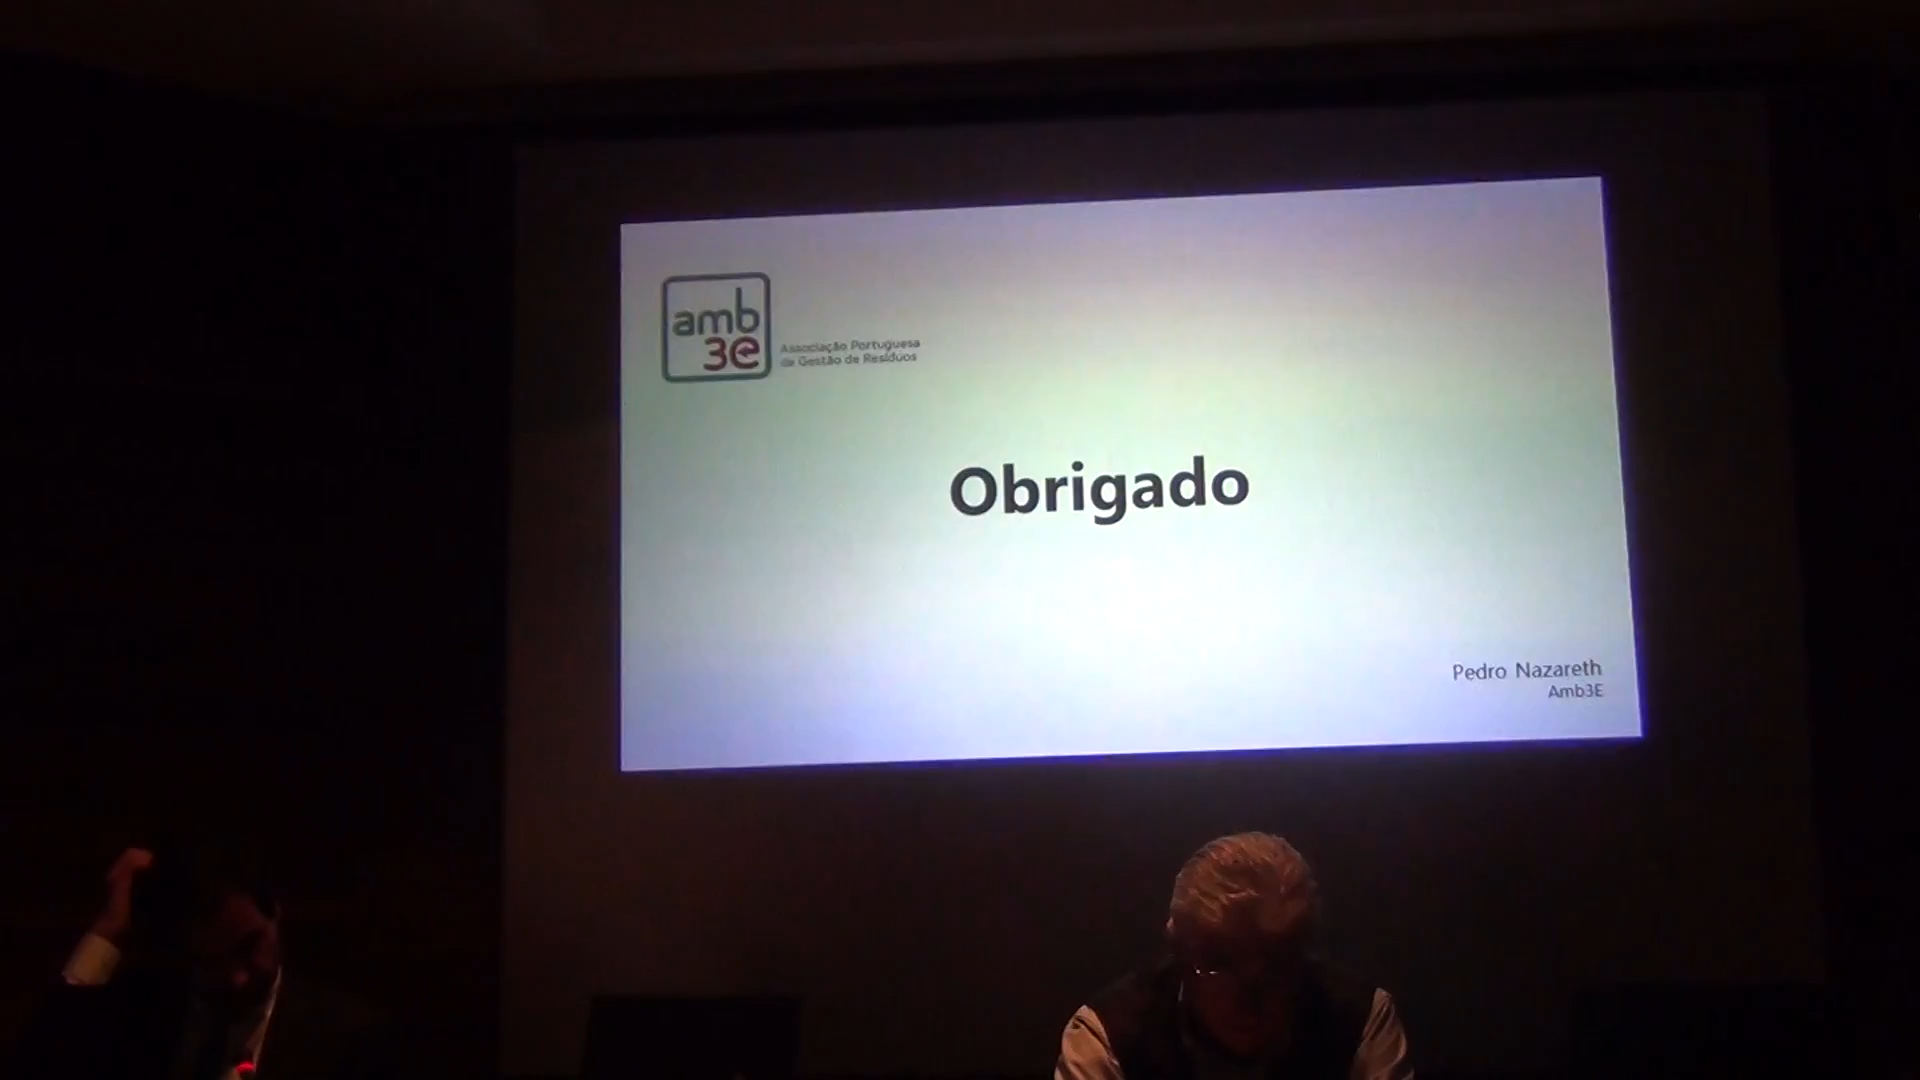 amb
3e
Associação Portuguesa
de Gestão de Resíduos
Obrigado
Pedro Nazareth
Amb3E